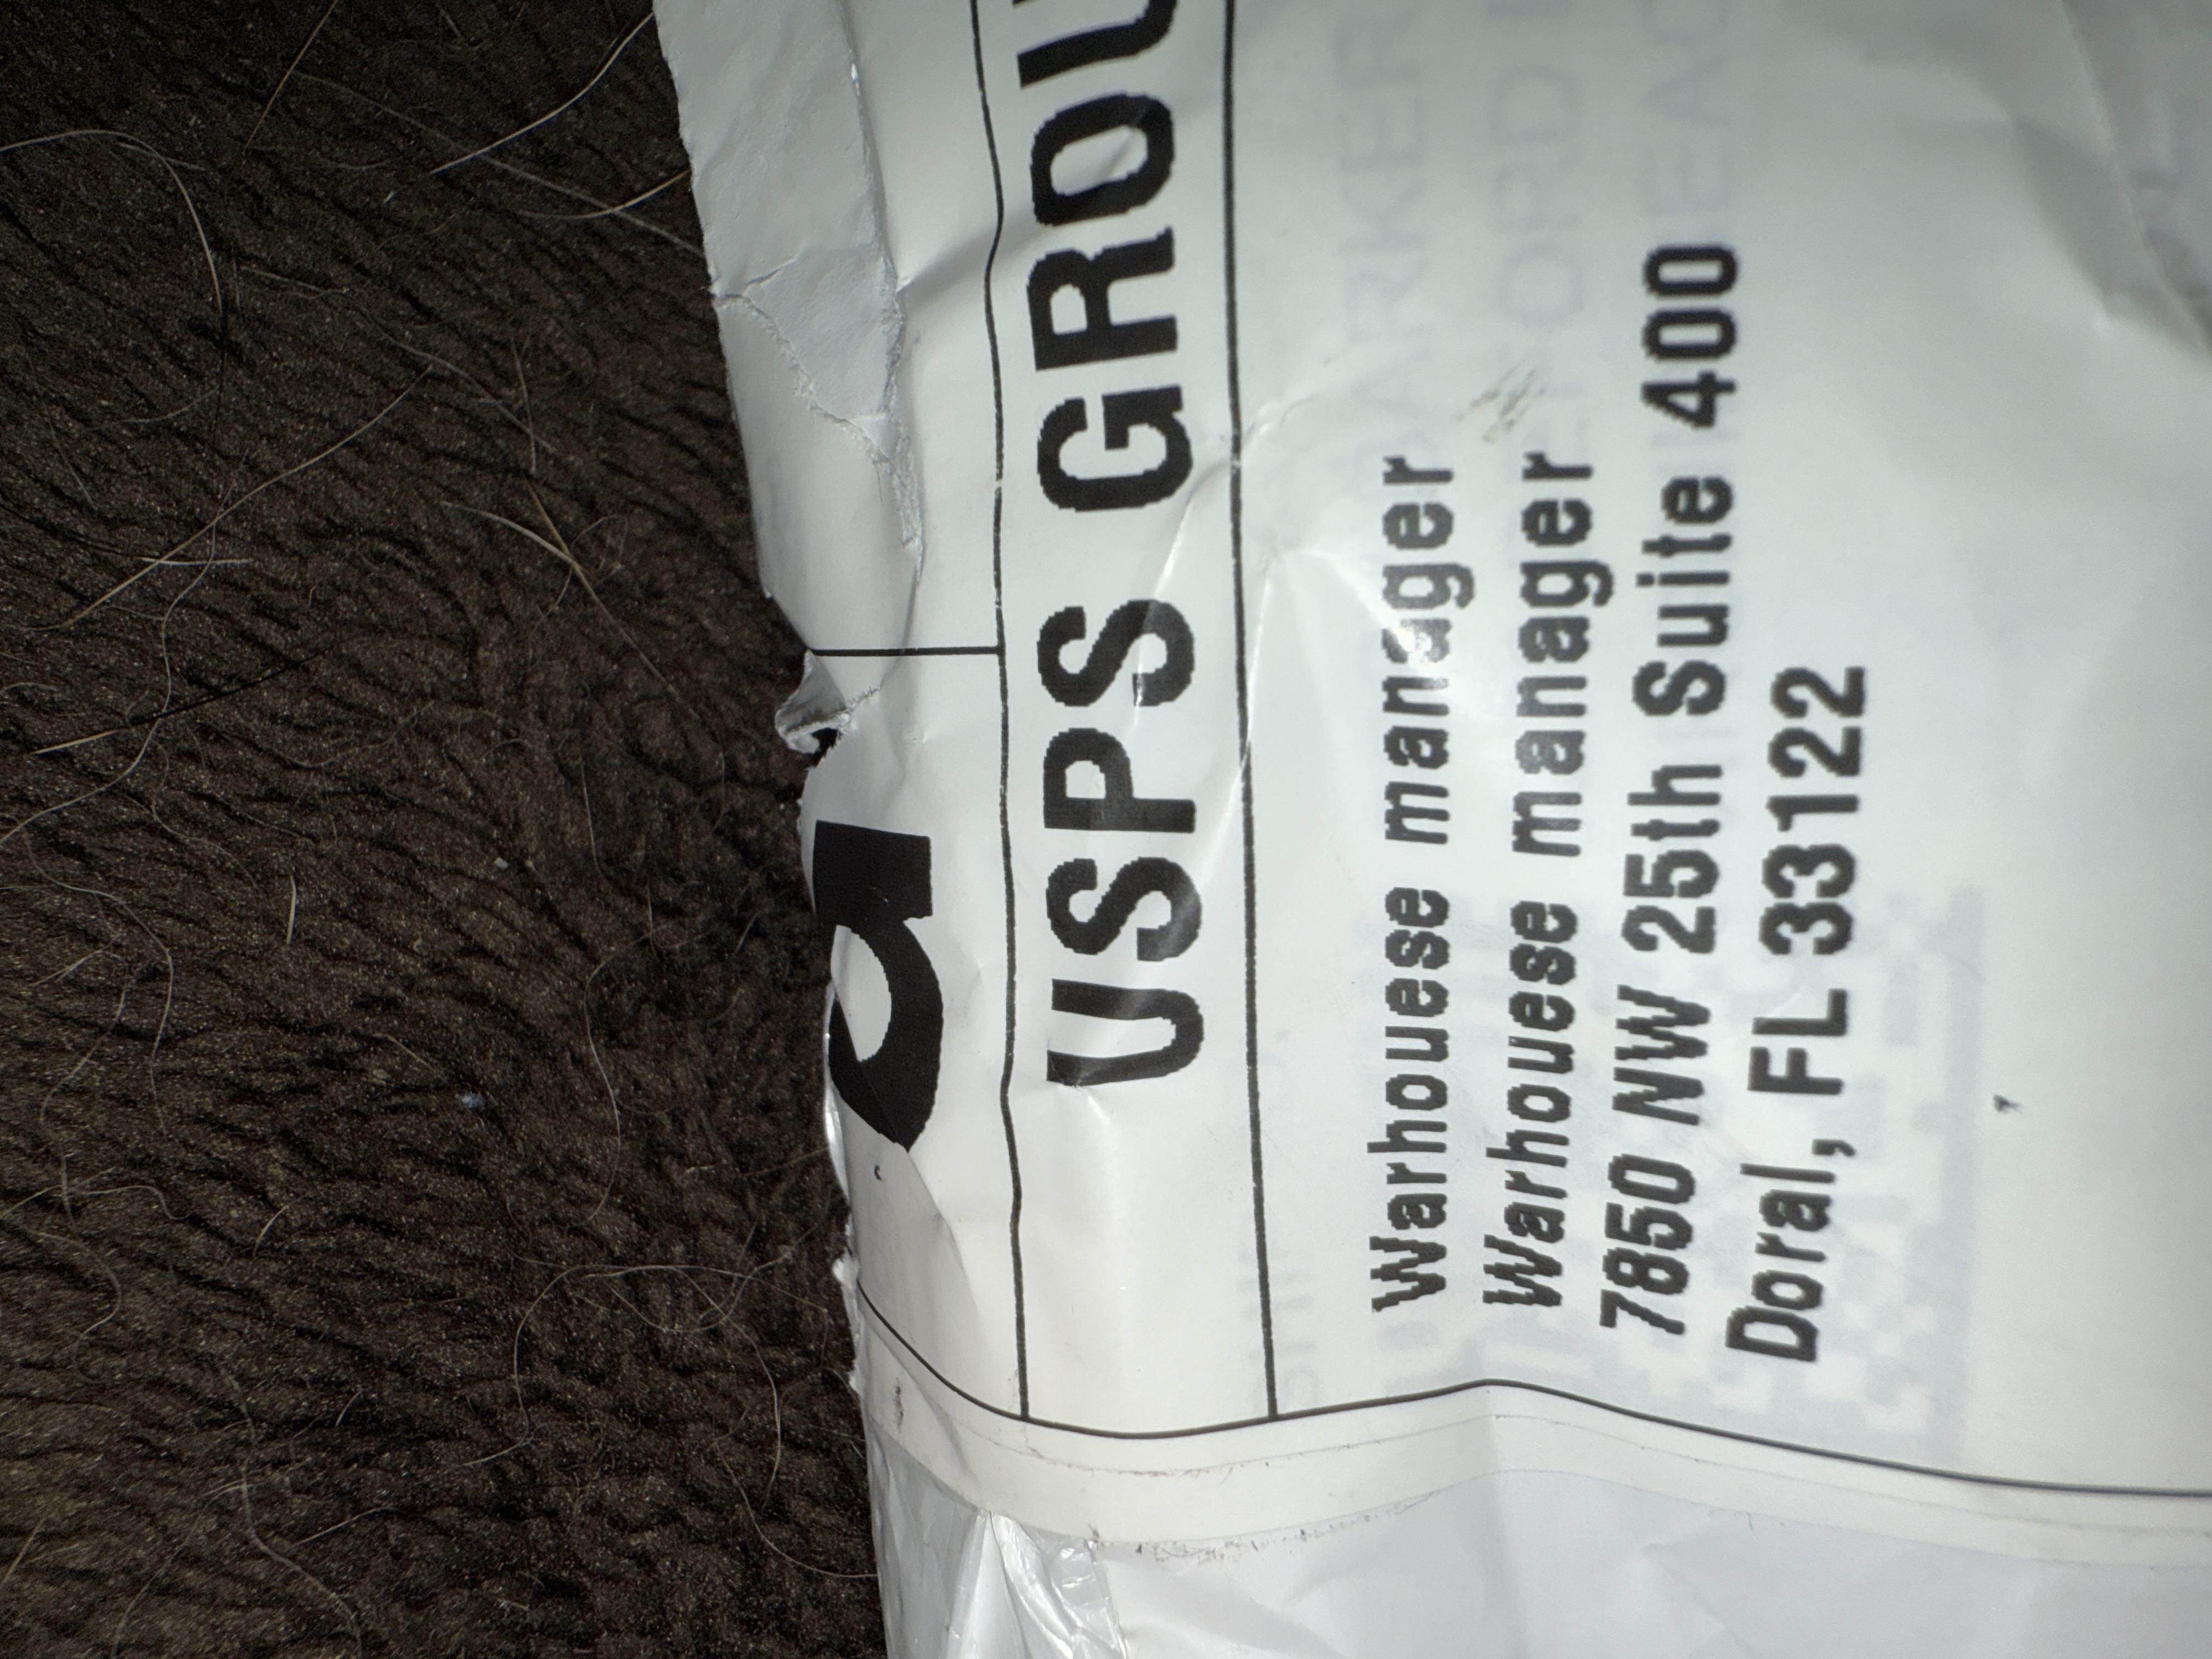 USPS GROU
Warhouese manager
Warhouese manager
7850 NW 25th Suite 400
Doral, FL 33122